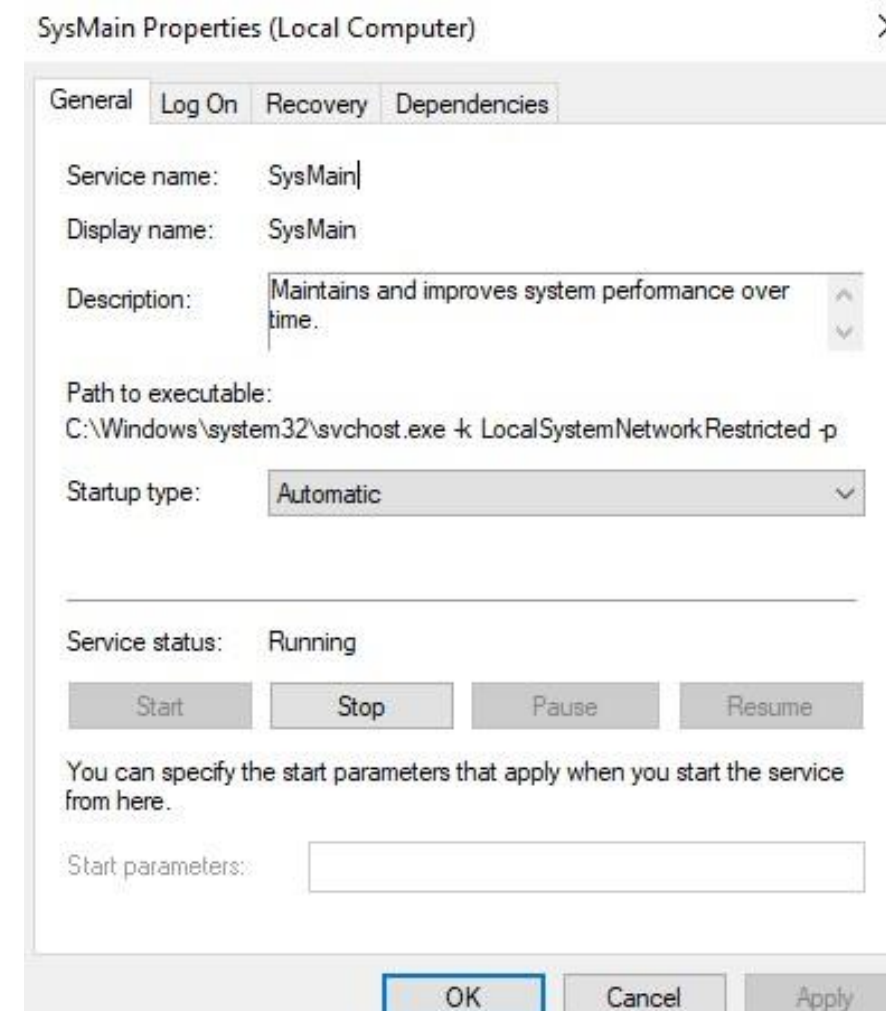 SysMain Properties (Local Computer)
General Log On Recovery Dependencies
Service name: SysMain
Display name: SysMain
Description: Maintains and improves system performance over
time.
Path to executable:
C:\Windows\system32\svchost.exe -k LocalSystemNetworkRestricted -p
Startup type: Automatic
Service status: Running
Start Stop Pause Resume
You can specify the start parameters that apply when you start the service
from here.
Start parameters:
OK Cancel Apply